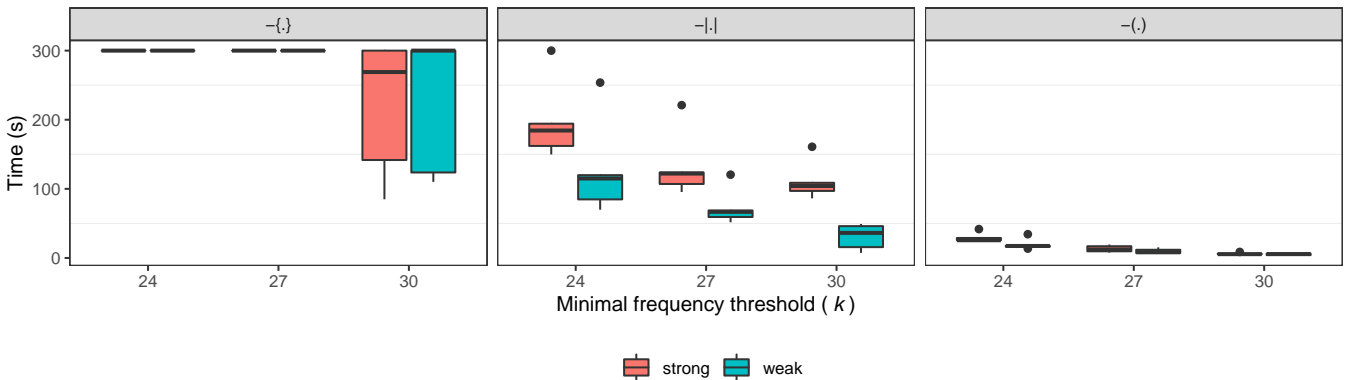 ¬{.} ¬|.| ¬(.)
Time (s)
300
200
100
0
24 27 30 24 27 30 24 27 30
Minimal frequency threshold ( k )
strong weak